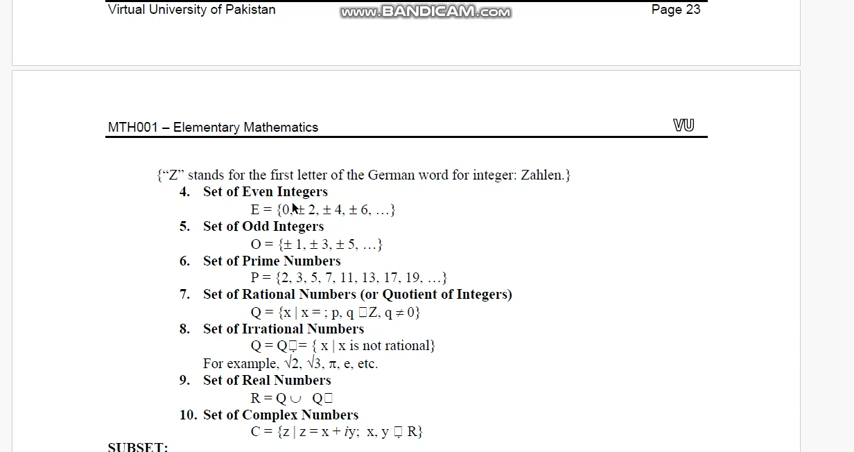 Virtual University of Pakistan Page 23
www.BANDICAM.com
MTH001 – Elementary Mathematics VU
{“Z” stands for the first letter of the German word for integer: Zahlen.}
4. Set of Even Integers
E = {0, ± 2, ± 4, ± 6, …}
5. Set of Odd Integers
O = {± 1, ± 3, ± 5, …}
6. Set of Prime Numbers
P = {2, 3, 5, 7, 11, 13, 17, 19, …}
7. Set of Rational Numbers (or Quotient of Integers)
Q = {x | x = ; p, q □Z, q ≠ 0}
8. Set of Irrational Numbers
Q = Q□= { x | x is not rational}
For example, √2, √3, π, e, etc.
9. Set of Real Numbers
R = Q ∪ Q□
10. Set of Complex Numbers
C = {z | z = x + iy; x, y □ R}
SUBSET: